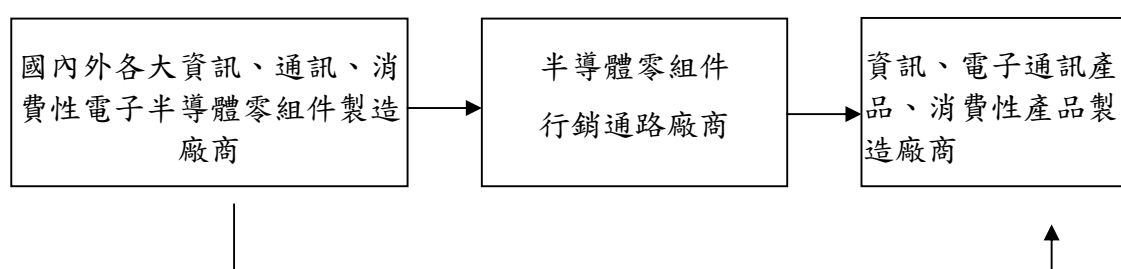 國內外各大資訊、通訊、消
費性電子半導體零組件製造
廠商
半導體零組件
行銷通路廠商
資訊、電子通訊產
品、消費性產品製
造廠商